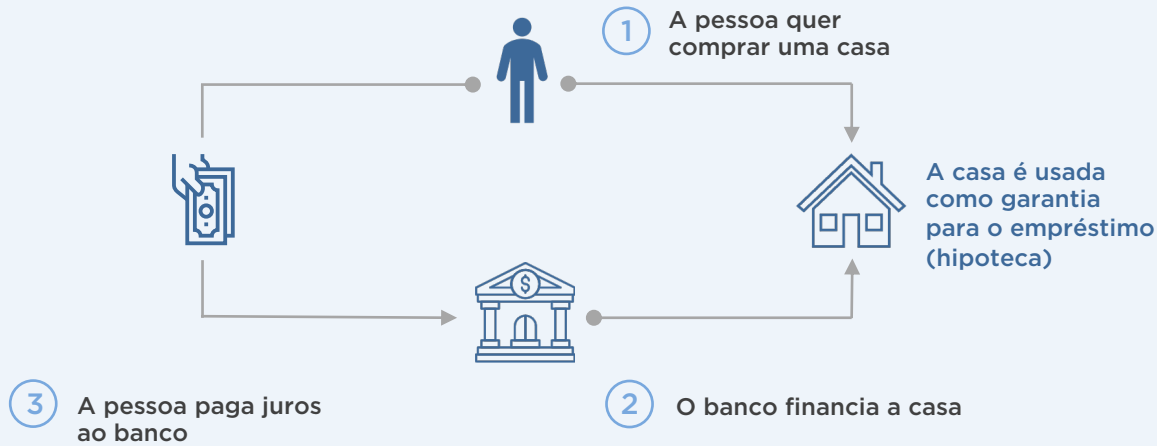 1
A pessoa quer
comprar uma casa
A casa é usada
como garantia
para o empréstimo
(hipoteca)
$
3
A pessoa paga juros
ao banco
2
O banco financia a casa